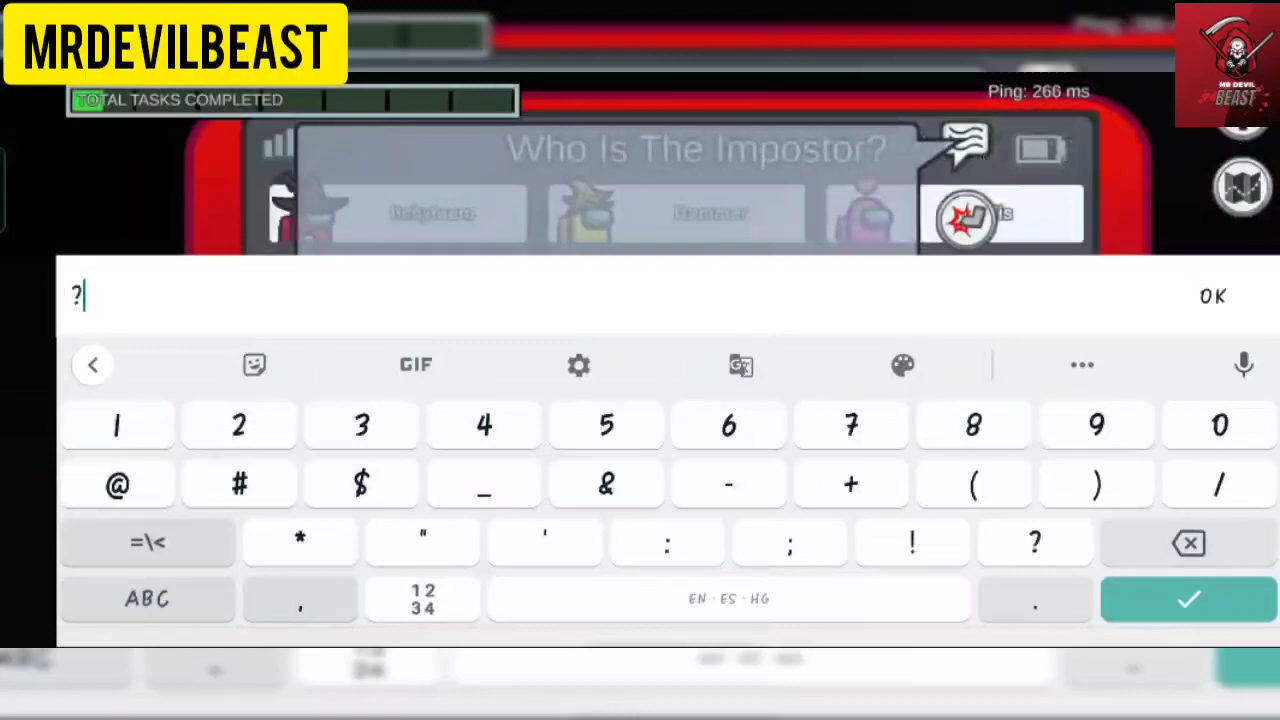 MRDEVILBEAST
MR DEVIL
BEAST
TOTAL TASKS COMPLETED
Ping: 266 ms
Who Is The Impostor?
?
OK
GIF
1 2 3 4 5 6 7 8 9 0
@ # $ _ & - + ( ) /
=\< * " ' : ; ! ?
ABC , 12 34 EN · ES · HG .